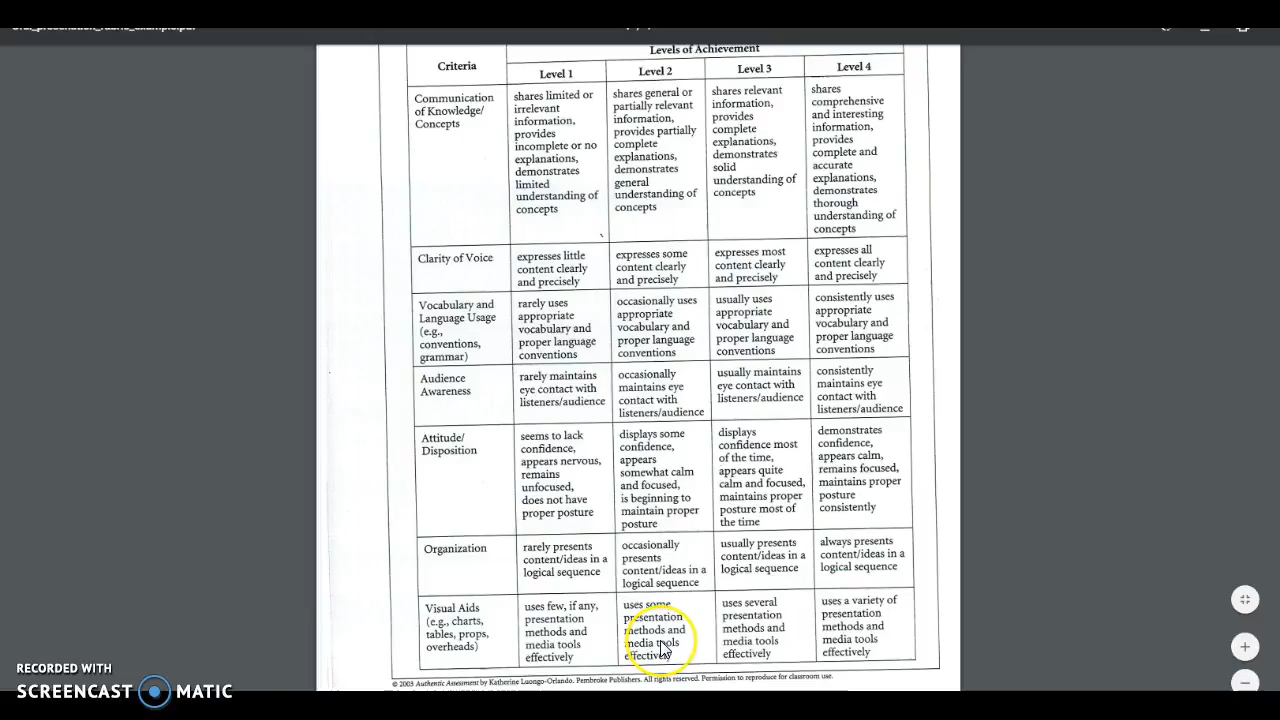 Levels of Achievement
Criteria
Level 1
Level 2
Level 3
Level 4
Communication
of Knowledge/
Concepts
shares limited or
irrelevant
information,
provides
incomplete or no
explanations,
demonstrates
limited
understanding of
concepts
shares general or
partially relevant
information,
provides partially
complete
explanations,
demonstrates
general
understanding of
concepts
shares relevant
information,
provides
complete
explanations,
demonstrates
solid
understanding of
concepts
shares
comprehensive
and interesting
information,
provides
complete and
accurate
explanations,
demonstrates
thorough
understanding of
concepts
Clarity of Voice
expresses little
content clearly
and precisely
expresses some
content clearly
and precisely
expresses most
content clearly
and precisely
expresses all
content clearly
and precisely
Vocabulary and
Language Usage
(e.g.,
conventions,
grammar)
rarely uses
appropriate
vocabulary and
proper language
conventions
occasionally uses
appropriate
vocabulary and
proper language
conventions
usually uses
appropriate
vocabulary and
proper language
conventions
consistently uses
appropriate
vocabulary and
proper language
conventions
Audience
Awareness
rarely maintains
eye contact with
listeners/audience
occasionally
maintains eye
contact with
listeners/audience
usually maintains
eye contact with
listeners/audience
consistently
maintains eye
contact with
listeners/audience
Attitude/
Disposition
seems to lack
confidence,
appears nervous,
remains
unfocused,
does not have
proper posture
displays some
confidence,
appears
somewhat calm
and focused,
is beginning to
maintain proper
posture
displays
confidence most
of the time,
appears quite
calm and focused,
maintains proper
posture most of
the time
demonstrates
confidence,
appears calm,
remains focused,
maintains proper
posture
consistently
Organization
rarely presents
content/ideas in a
logical sequence
occasionally
presents
content/ideas in a
logical sequence
usually presents
content/ideas in a
logical sequence
always presents
content/ideas in a
logical sequence
Visual Aids
(e.g., charts,
tables, props,
overheads)
uses few, if any,
presentation
methods and
media tools
effectively
uses some
presentation
methods and
media tools
effectively
uses several
presentation
methods and
media tools
effectively
uses a variety of
presentation
methods and
media tools
effectively
© 2003 Authentic Assessment by Katherine Luongo-Orlando. Pembroke Publishers. All rights reserved. Permission to reproduce for classroom use.
RECORDED WITH
SCREENCAST MATIC